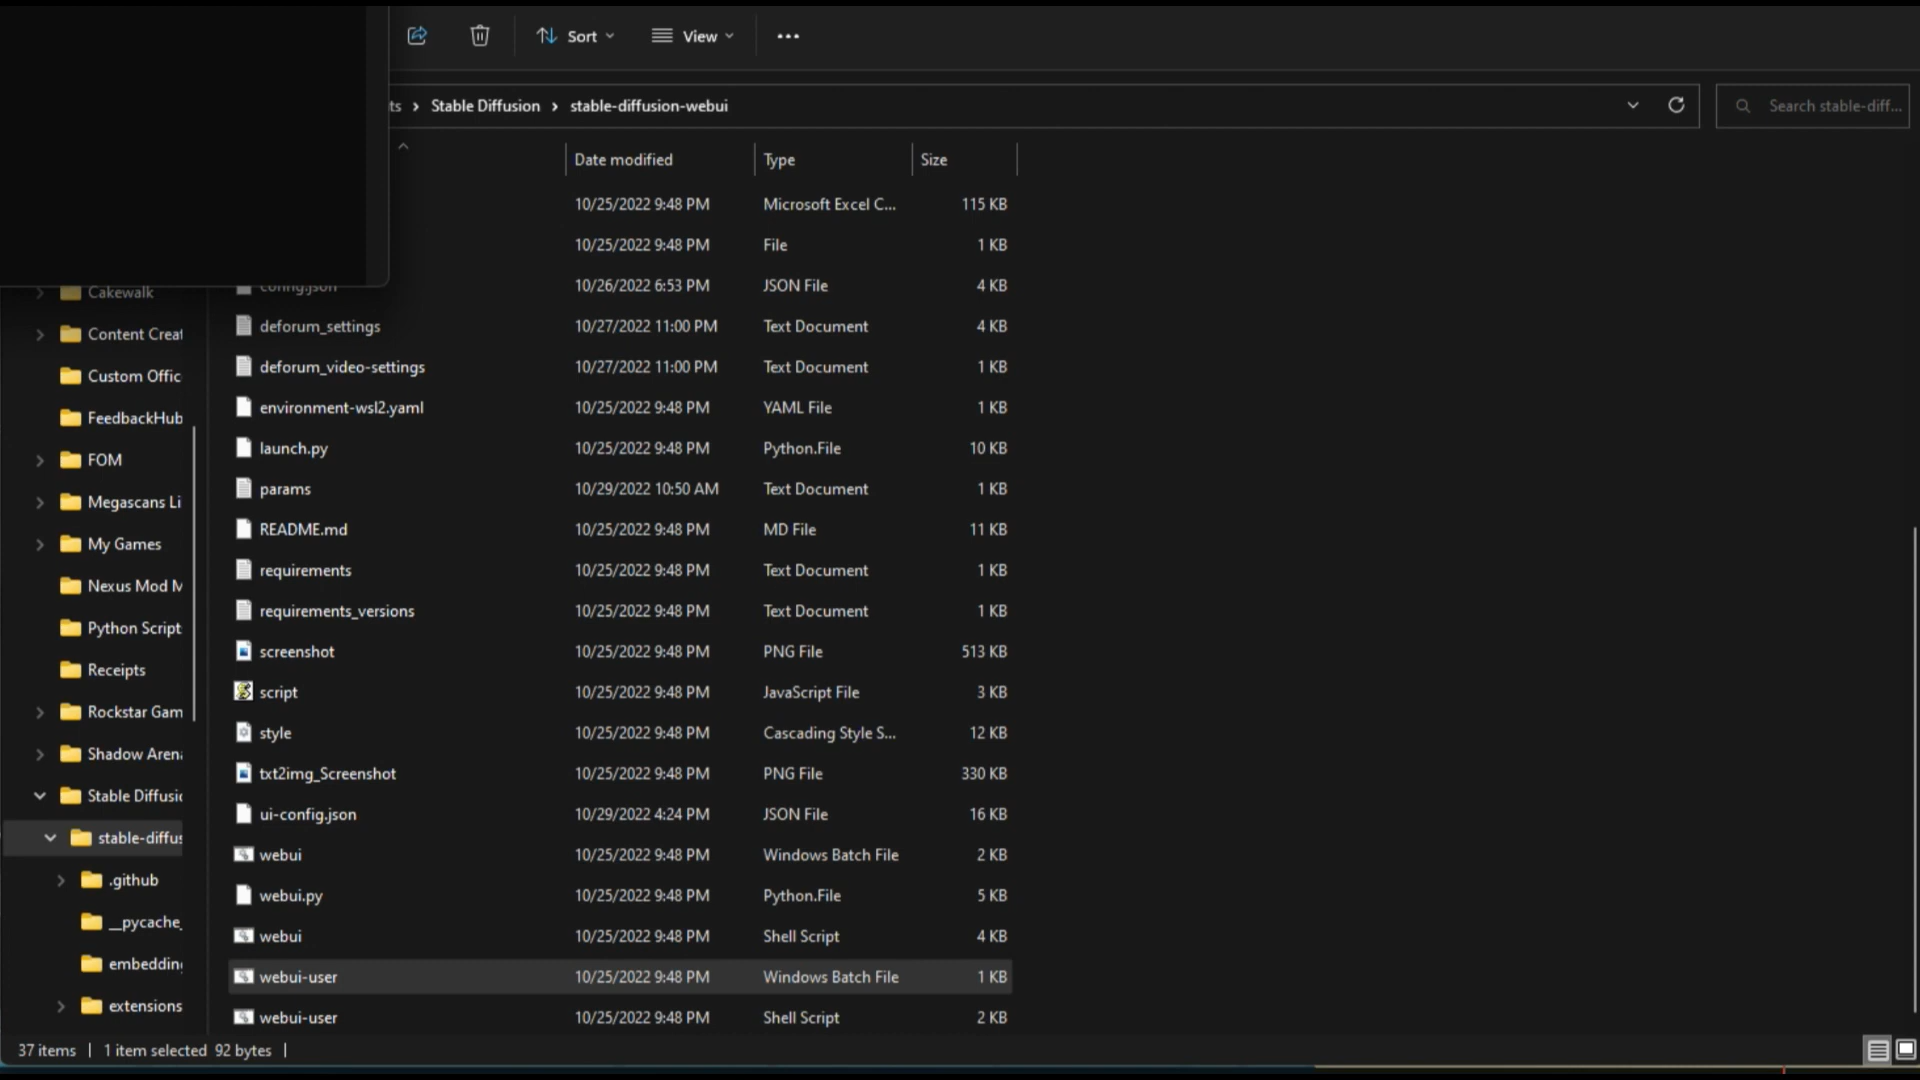 Sort
View
ts > Stable Diffusion > stable-diffusion-webui
Search stable-diff...
Date modified Type Size
10/25/2022 9:48 PM Microsoft Excel C... 115 KB
10/25/2022 9:48 PM File 1 KB
config.json 10/26/2022 6:53 PM JSON File 4 KB
deforum_settings 10/27/2022 11:00 PM Text Document 4 KB
deforum_video-settings 10/27/2022 11:00 PM Text Document 1 KB
environment-wsl2.yaml 10/25/2022 9:48 PM YAML File 1 KB
launch.py 10/25/2022 9:48 PM Python.File 10 KB
params 10/29/2022 10:50 AM Text Document 1 KB
README.md 10/25/2022 9:48 PM MD File 11 KB
requirements 10/25/2022 9:48 PM Text Document 1 KB
requirements_versions 10/25/2022 9:48 PM Text Document 1 KB
screenshot 10/25/2022 9:48 PM PNG File 513 KB
script 10/25/2022 9:48 PM JavaScript File 3 KB
style 10/25/2022 9:48 PM Cascading Style S... 12 KB
txt2img_Screenshot 10/25/2022 9:48 PM PNG File 330 KB
ui-config.json 10/29/2022 4:24 PM JSON File 16 KB
webui 10/25/2022 9:48 PM Windows Batch File 2 KB
webui.py 10/25/2022 9:48 PM Python.File 5 KB
webui 10/25/2022 9:48 PM Shell Script 4 KB
webui-user 10/25/2022 9:48 PM Windows Batch File 1 KB
webui-user 10/25/2022 9:48 PM Shell Script 2 KB
Cakewalk
Content Creat
Custom Offic
FeedbackHub
FOM
Megascans Li
My Games
Nexus Mod M
Python Script
Receipts
Rockstar Gam
Shadow Aren
Stable Diffusi
stable-diffus
.github
__pycache_
embedding
extensions
37 items | 1 item selected 92 bytes |